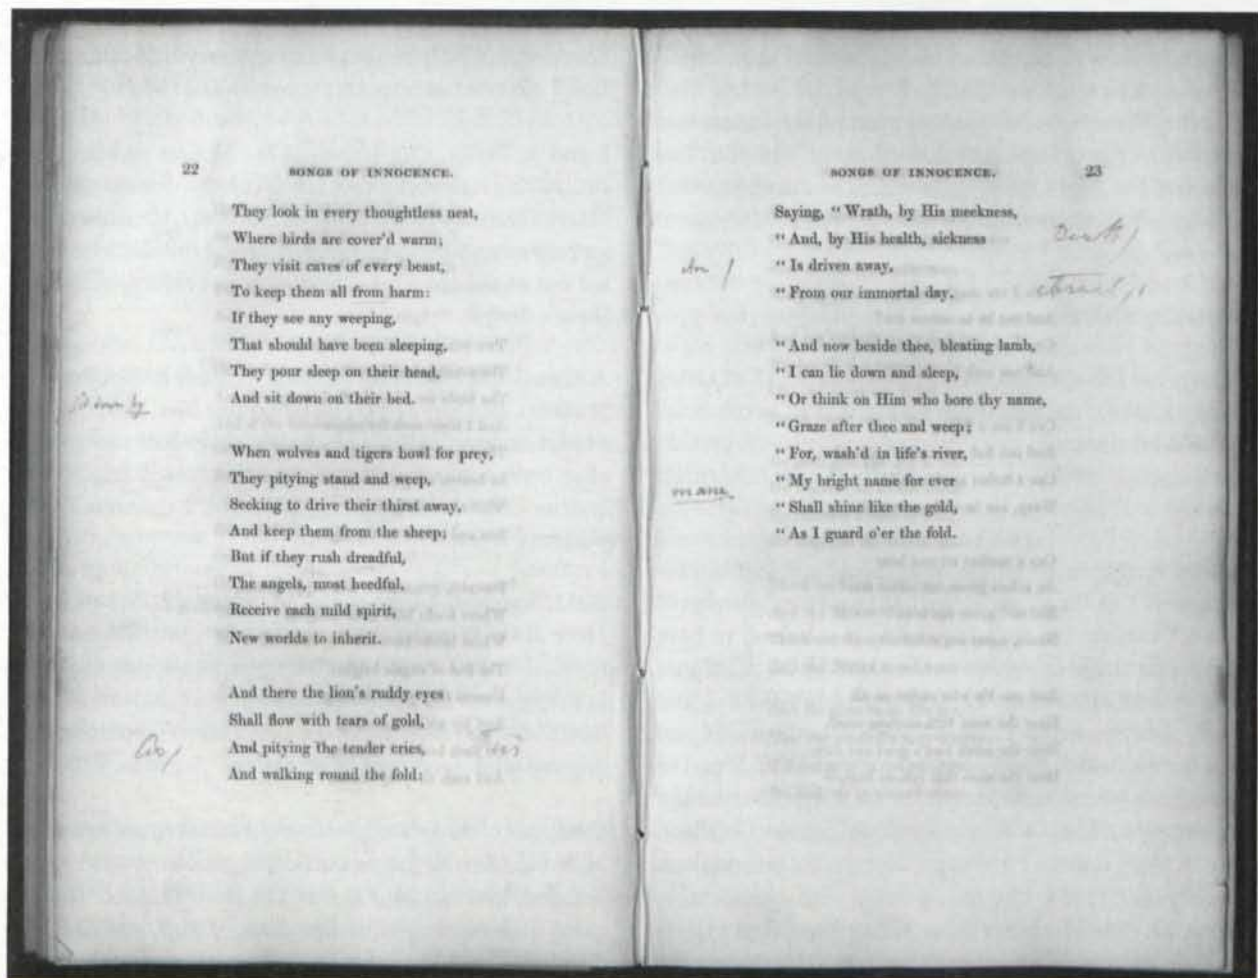 22
SONGS OF INNOCENCE.
They look in every thoughtless nest,
Where birds are cover'd warm;
They visit caves of every beast,
To keep them all from harm:
If they see any weeping,
That should have been sleeping,
They pour sleep on their head,
And sit down on their bed.
down by
When wolves and tigers howl for prey,
They pitying stand and weep,
Seeking to drive their thirst away,
And keep them from the sheep;
But if they rush dreadful,
The angels, most heedful,
Receive each mild spirit,
New worlds to inherit.
And there the lion's ruddy eyes
Shall flow with tears of gold,
And pitying the tender cries,
And walking round the fold:
SONGS OF INNOCENCE.
23
Saying, "Wrath, by His meekness,
"And, by His health, sickness
"Is driven away,
"From our immortal day.
"And now beside thee, bleating lamb,
"I can lie down and sleep,
"Or think on Him who bore thy name,
"Graze after thee and weep;
"For, wash'd in life's river,
"My bright name for ever
mane
"Shall shine like the gold,
"As I guard o'er the fold.